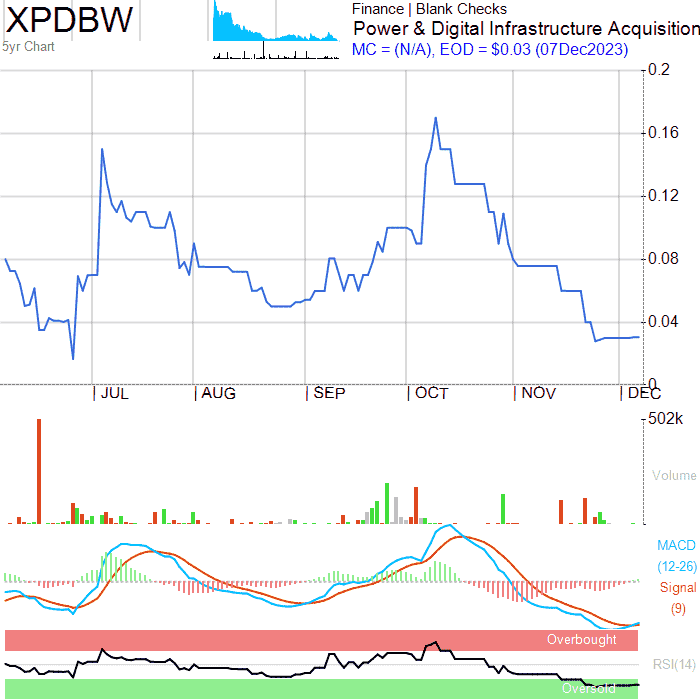 XPDBW
5yr Chart
Finance | Blank Checks
Power & Digital Infrastructure Acquisition
MC = (N/A), EOD = $0.03 (07Dec2023)
0.2
0.16
0.12
0.08
0.04
0
JUL AUG SEP OCT NOV DEC
502k
Volume
MACD
(12-26)
Signal
(9)
Overbought
RSI(14)
Oversold